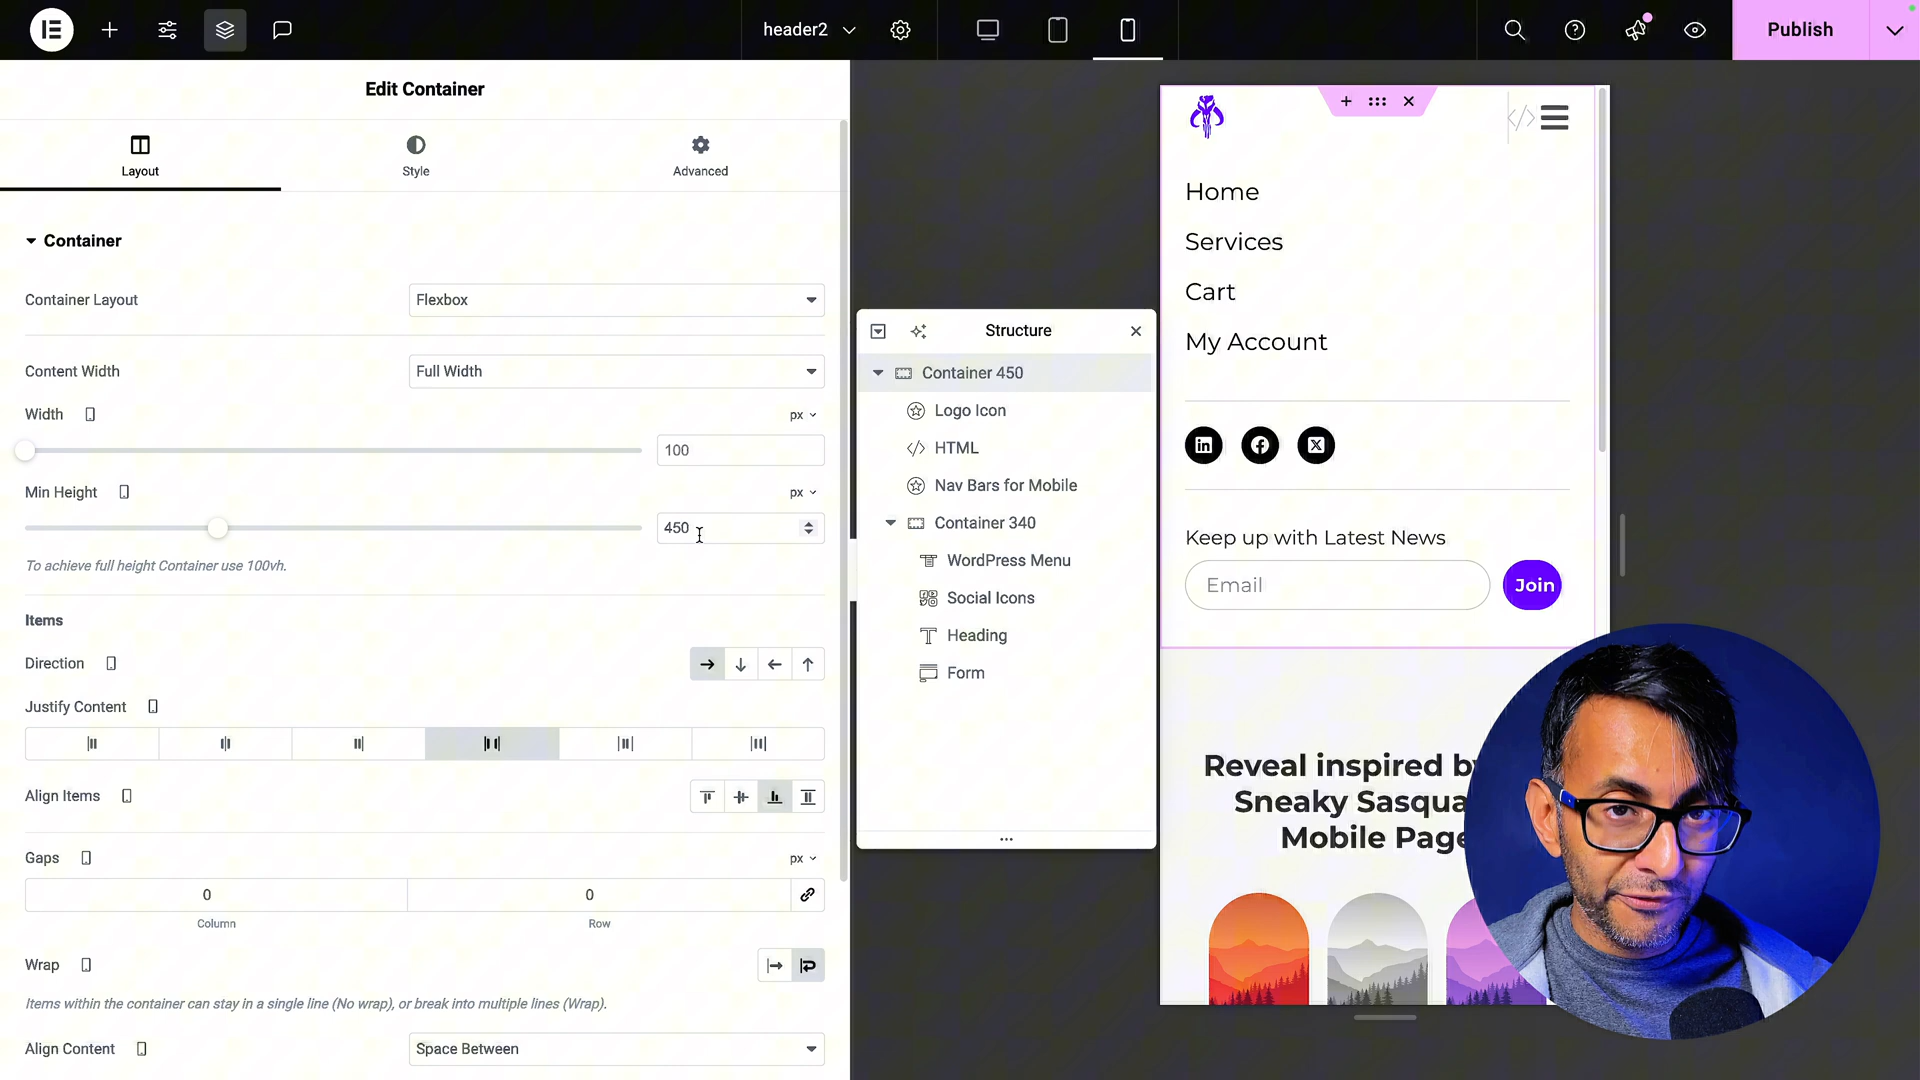 header2
Publish
Edit Container
Layout
Style
Advanced
Container
Container Layout
Flexbox
Content Width
Full Width
Width
px
100
Min Height
px
450
To achieve full height Container use 100vh.
Items
Direction
Justify Content
Align Items
Gaps
px
0
0
Column
Row
Wrap
Items within the container can stay in a single line (No wrap), or break into multiple lines (Wrap).
Align Content
Space Between
Structure
Container 450
Logo Icon
HTML
Nav Bars for Mobile
Container 340
WordPress Menu
Social Icons
Heading
Form
Home
Services
Cart
My Account
Keep up with Latest News
Email
Join
Reveal inspired
Sneaky
Mobile